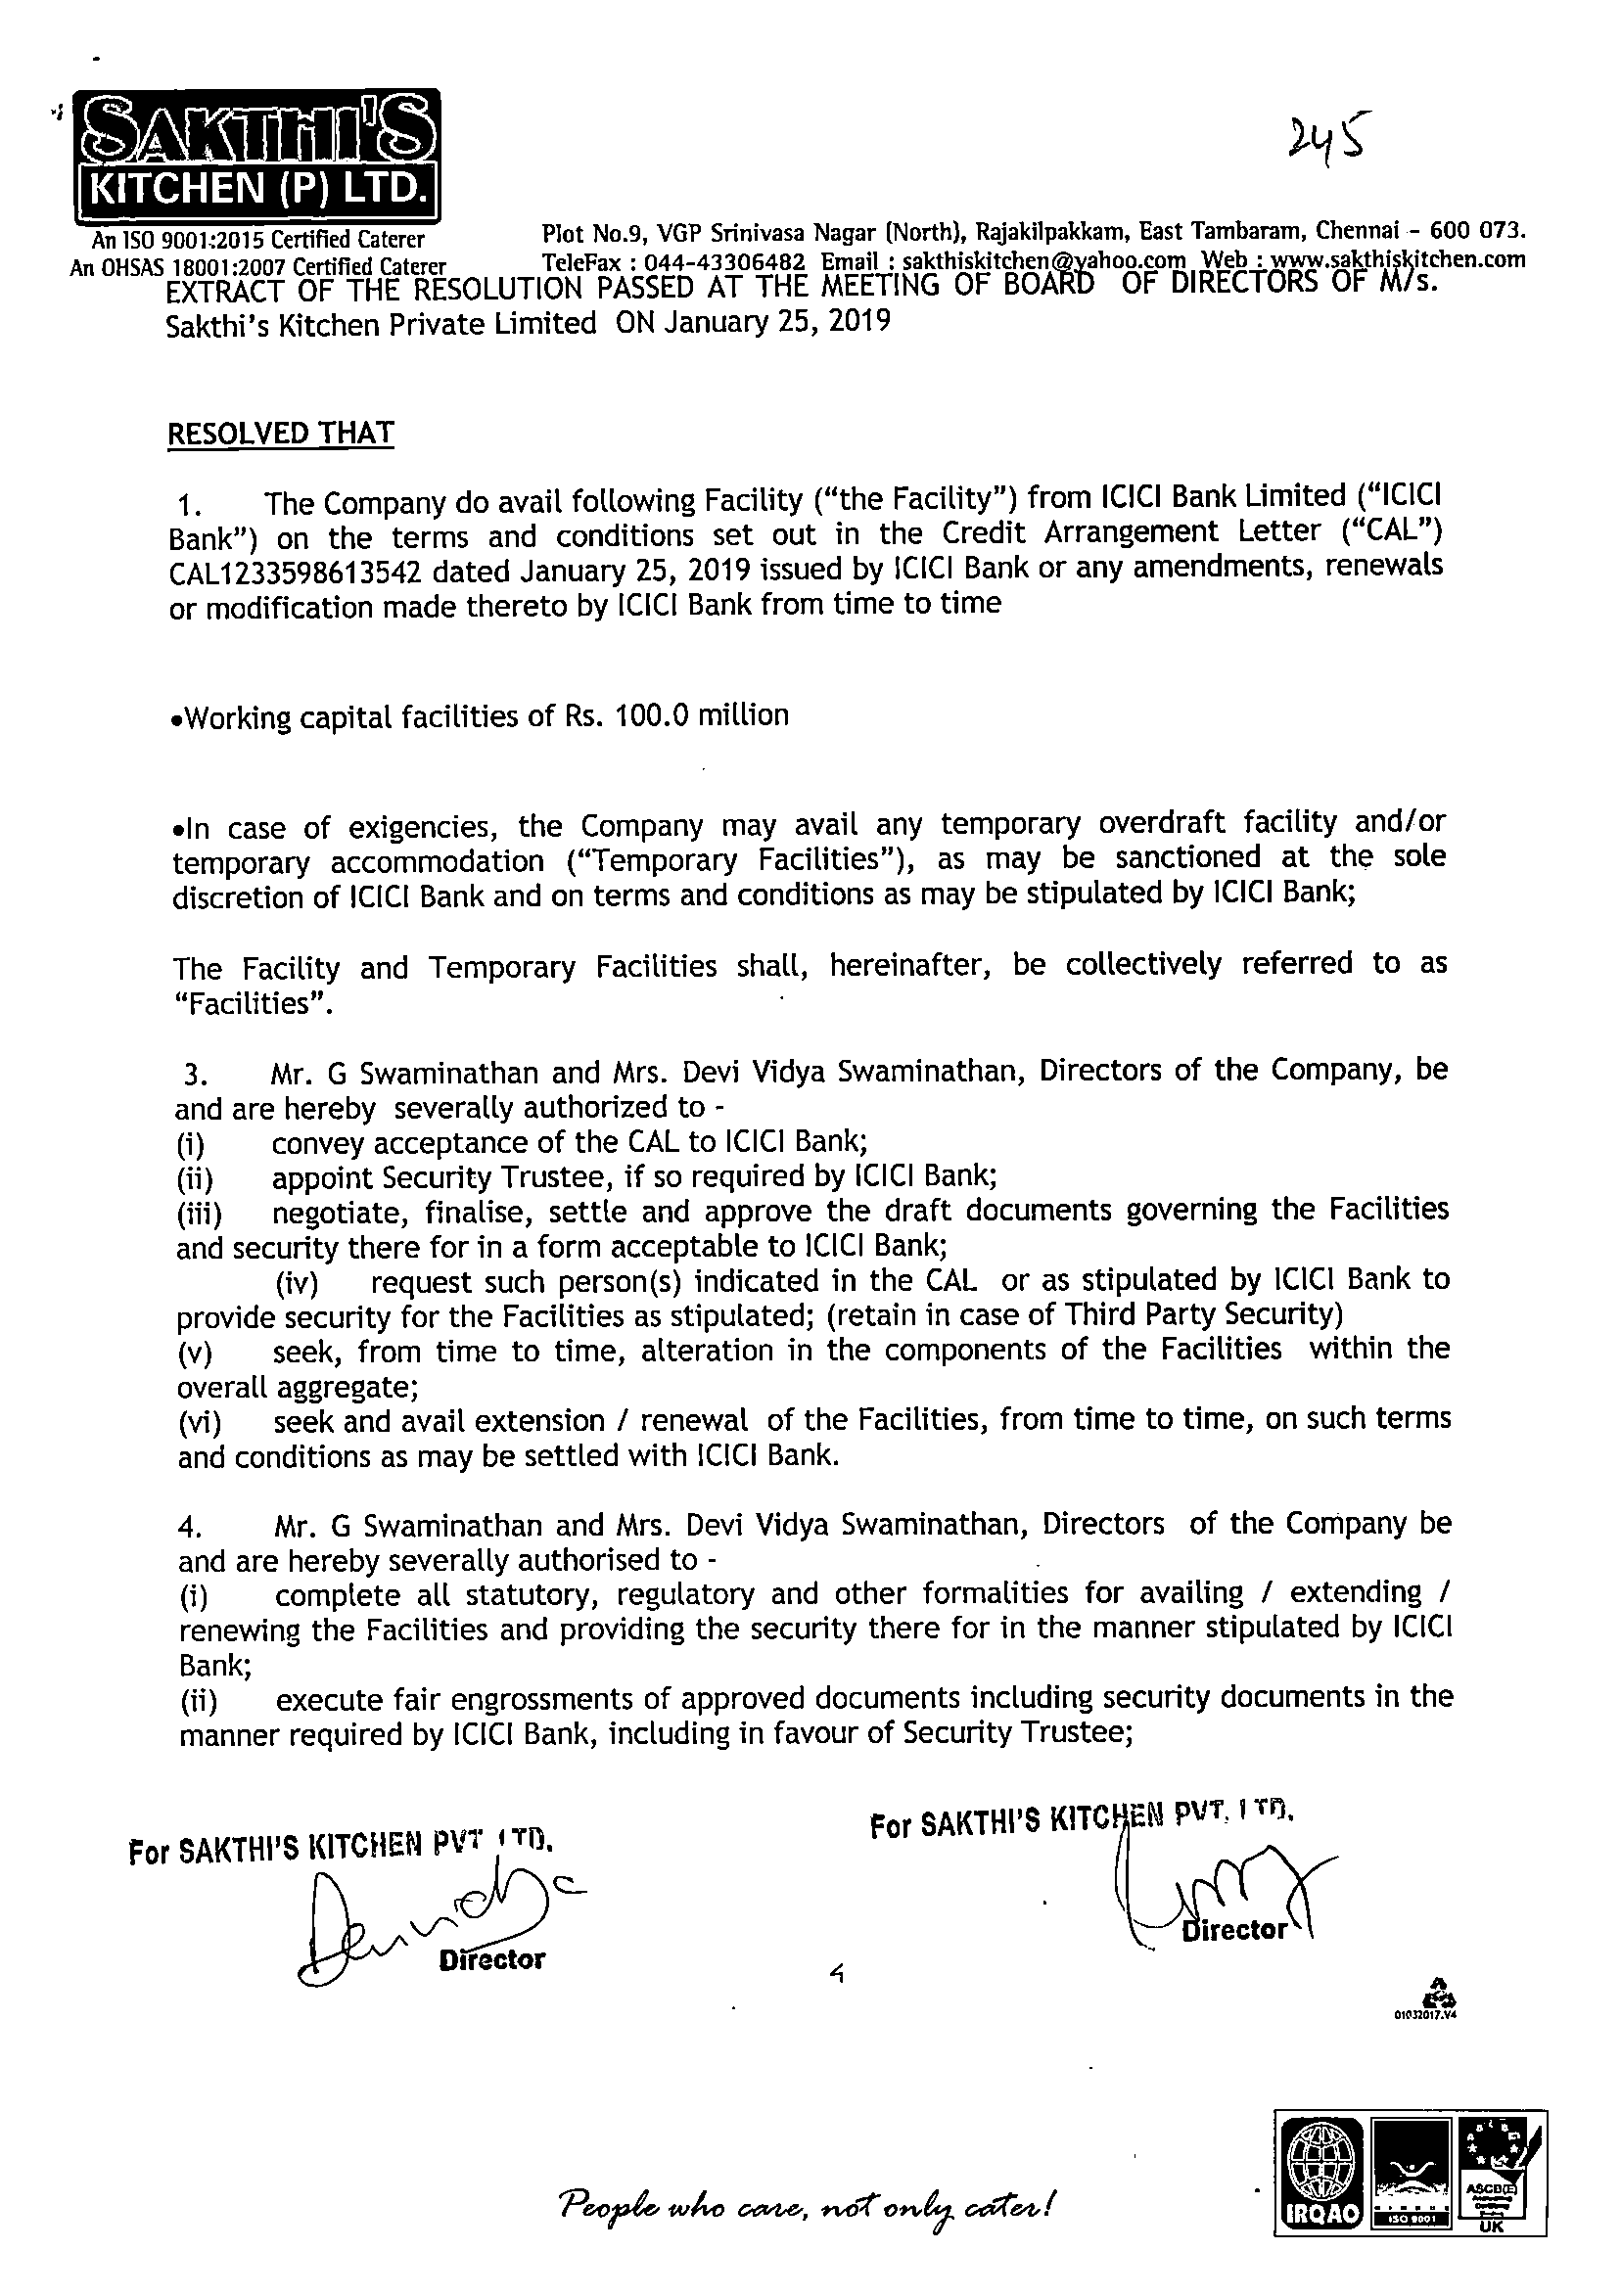 SAKTHI'S
KITCHEN (P) LTD.
245
An ISO 9001:2015 Certified Caterer
An OHSAS 18001:2007 Certified Caterer
Plot No.9, VGP Srinivasa Nagar (North), Rajakilpakkam, East Tambaram, Chennai - 600 073.
TeleFax : 044-43306482 Email : sakthiskitchen@yahoo.com Web : www.sakthiskitchen.com
EXTRACT OF THE RESOLUTION PASSED AT THE MEETING OF BOARD OF DIRECTORS OF M/s.
Sakthi's Kitchen Private Limited ON January 25, 2019
RESOLVED THAT
1. The Company do avail following Facility (“the Facility”) from ICICI Bank Limited (“ICICI
Bank”) on the terms and conditions set out in the Credit Arrangement Letter (“CAL”)
CAL1233598613542 dated January 25, 2019 issued by ICICI Bank or any amendments, renewals
or modification made thereto by ICICI Bank from time to time
•Working capital facilities of Rs. 100.0 million
•In case of exigencies, the Company may avail any temporary overdraft facility and/or
temporary accommodation (“Temporary Facilities”), as may be sanctioned at the sole
discretion of ICICI Bank and on terms and conditions as may be stipulated by ICICI Bank;
The Facility and Temporary Facilities shall, hereinafter, be collectively referred to as
“Facilities”.
3. Mr. G Swaminathan and Mrs. Devi Vidya Swaminathan, Directors of the Company, be
and are hereby severally authorized to -
(i) convey acceptance of the CAL to ICICI Bank;
(ii) appoint Security Trustee, if so required by ICICI Bank;
(iii) negotiate, finalise, settle and approve the draft documents governing the Facilities
and security there for in a form acceptable to ICICI Bank;
(iv) request such person(s) indicated in the CAL or as stipulated by ICICI Bank to
provide security for the Facilities as stipulated; (retain in case of Third Party Security)
(v) seek, from time to time, alteration in the components of the Facilities within the
overall aggregate;
(vi) seek and avail extension / renewal of the Facilities, from time to time, on such terms
and conditions as may be settled with ICICI Bank.
4. Mr. G Swaminathan and Mrs. Devi Vidya Swaminathan, Directors of the Company be
and are hereby severally authorised to -
(i) complete all statutory, regulatory and other formalities for availing / extending /
renewing the Facilities and providing the security there for in the manner stipulated by ICICI
Bank;
(ii) execute fair engrossments of approved documents including security documents in the
manner required by ICICI Bank, including in favour of Security Trustee;
For SAKTHI'S KITCHEN PVT LTD.
Director
For SAKTHI'S KITCHEN PVT. LTD.
Director
4
01032017.V4
People who care, not only cater!
IRQAO
ISO 9001
ASCB(E)
UK